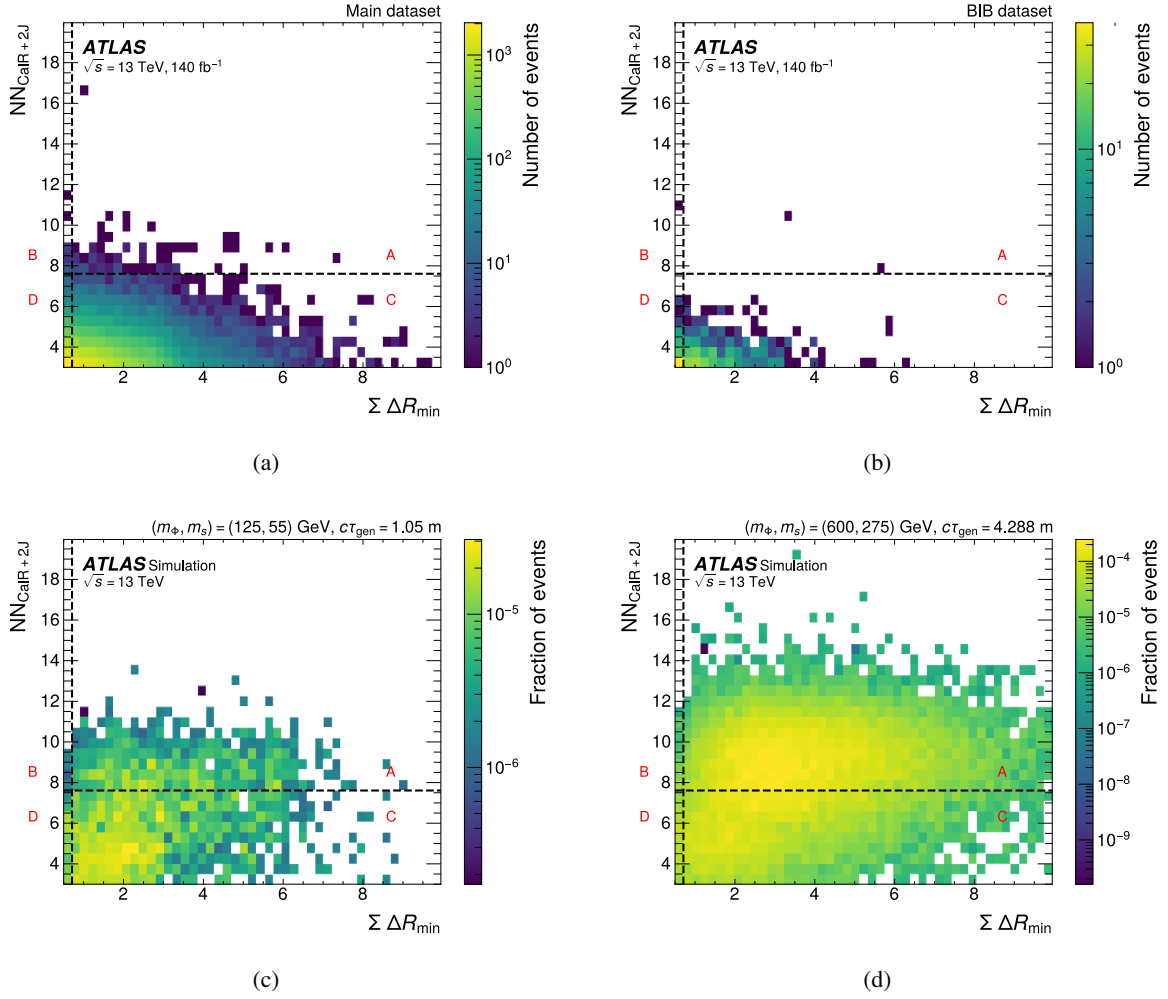 Main dataset
ATLAS
√s = 13 TeV, 140 fb⁻¹
NN_CalR + 2J
18
16
14
12
10
8
6
4
B
A
D
C
2
4
6
8
Σ ΔR_min
10³
10²
10¹
10⁰
Number of events
(a)
BIB dataset
ATLAS
√s = 13 TeV, 140 fb⁻¹
NN_CalR + 2J
18
16
14
12
10
8
6
4
B
A
D
C
2
4
6
8
Σ ΔR_min
10¹
10⁰
Number of events
(b)
(m_Φ, m_s) = (125, 55) GeV, cτ_gen = 1.05 m
ATLAS Simulation
√s = 13 TeV
NN_CalR + 2J
18
16
14
12
10
8
6
4
B
A
D
C
2
4
6
8
Σ ΔR_min
10⁻⁵
10⁻⁶
Fraction of events
(c)
(m_Φ, m_s) = (600, 275) GeV, cτ_gen = 4.288 m
ATLAS Simulation
√s = 13 TeV
NN_CalR + 2J
18
16
14
12
10
8
6
4
B
A
D
C
2
4
6
8
Σ ΔR_min
10⁻⁴
10⁻⁵
10⁻⁶
10⁻⁷
10⁻⁸
10⁻⁹
Fraction of events
(d)